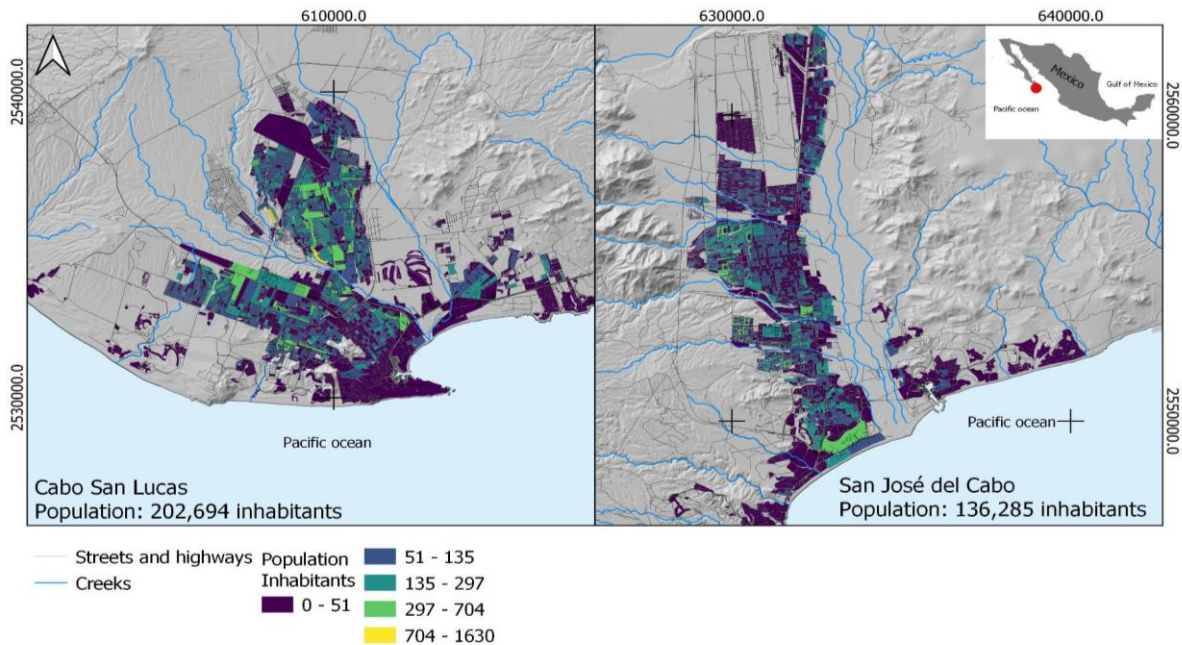 610000.0
630000.0
640000.0
2540000.0
2530000.0
2560000.0
2550000.0
Mexico
Gulf of Mexico
Pacific ocean
Pacific ocean
Pacific ocean
Cabo San Lucas
Population: 202,694 inhabitants
San José del Cabo
Population: 136,285 inhabitants
Streets and highways
Creeks
Population
Inhabitants
0 - 51
51 - 135
135 - 297
297 - 704
704 - 1630